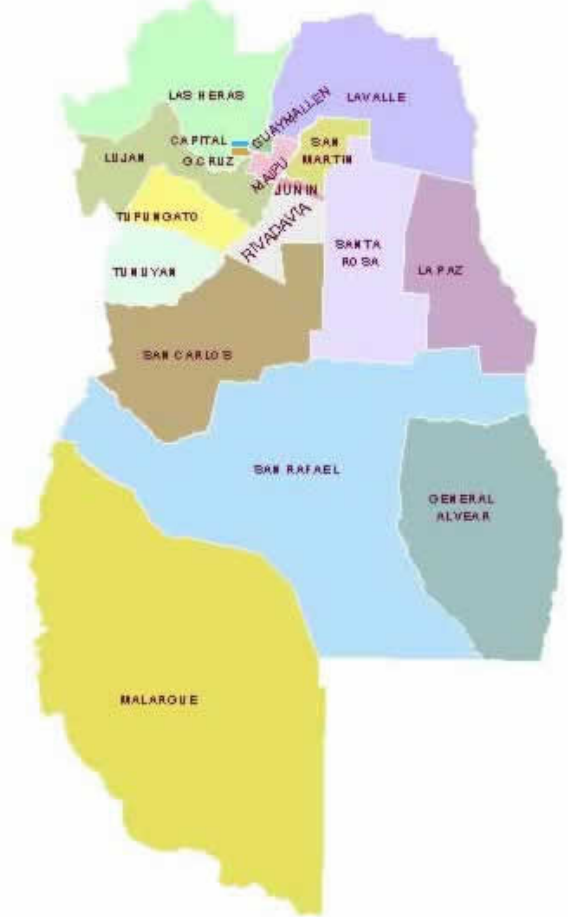 LAS HERAS
LAVALLE
GUAYMALLEN
CAPITAL
G.CRUZ
SAN
MARTIN
LUJAN
MAIPU
JUNIN
TUPUNGATO
RIVADAVIA
SANTA
ROSA
TUNUYAN
LA PAZ
SAN CARLOS
SAN RAFAEL
GENERAL
ALVEAR
MALARGUE